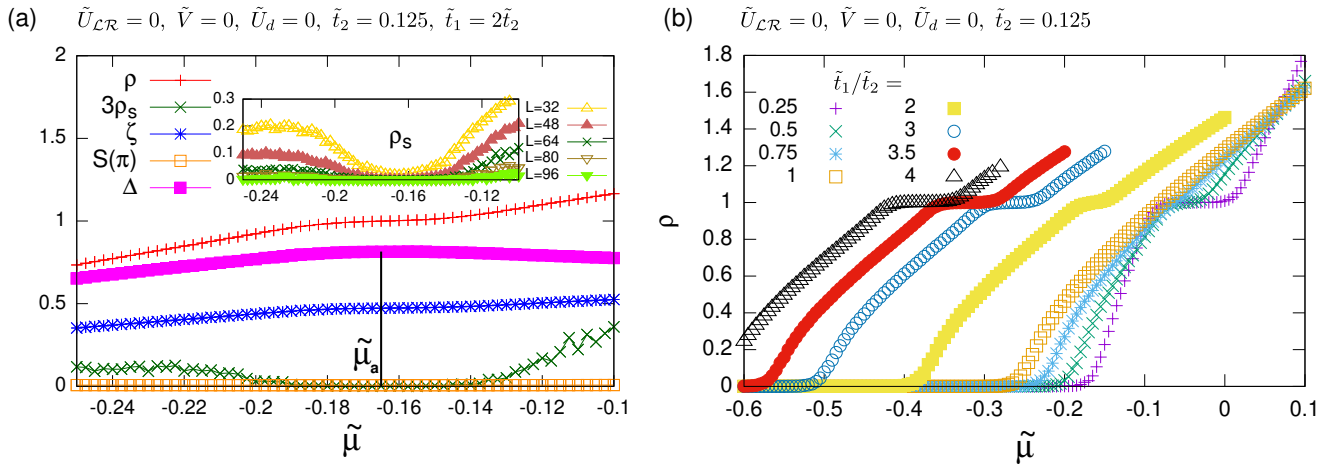 (a) Ũ_ℒℛ = 0, Ṽ = 0, Ũ_d = 0, t̃_2 = 0.125, t̃_1 = 2t̃_2
2
1.5
1
0.5
0
ρ
3ρ_s
ζ
S(π)
Δ
0.3
0.2
0.1
0
ρ_s
L=32
L=48
L=64
L=80
L=96
-0.24 -0.2 -0.16 -0.12
μ̃_a
-0.24 -0.22 -0.2 -0.18 -0.16 -0.14 -0.12 -0.1
μ̃
(b) Ũ_ℒℛ = 0, Ṽ = 0, Ũ_d = 0, t̃_2 = 0.125
1.8
1.6
1.4
1.2
1
0.8
0.6
0.4
0.2
0
ρ
t̃_1/t̃_2 =
0.25 2
0.5 3
0.75 3.5
1 4
-0.6 -0.5 -0.4 -0.3 -0.2 -0.1 0 0.1
μ̃